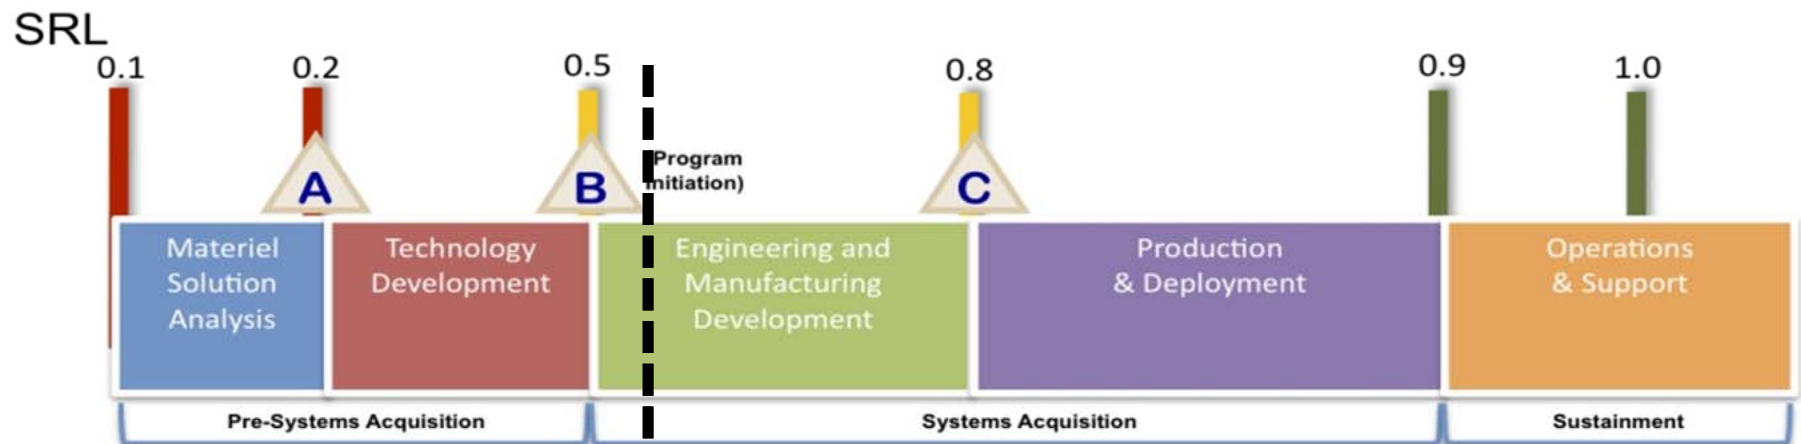 SRL
0.1 0.2 0.5 0.8 0.9 1.0
A B C
Program
nitiation)
Materiel
Solution
Analysis
Technology
Development
Engineering and
Manufacturing
Development
Production
& Deployment
Operations
& Support
Pre-Systems Acquisition
Systems Acquisition
Sustainment